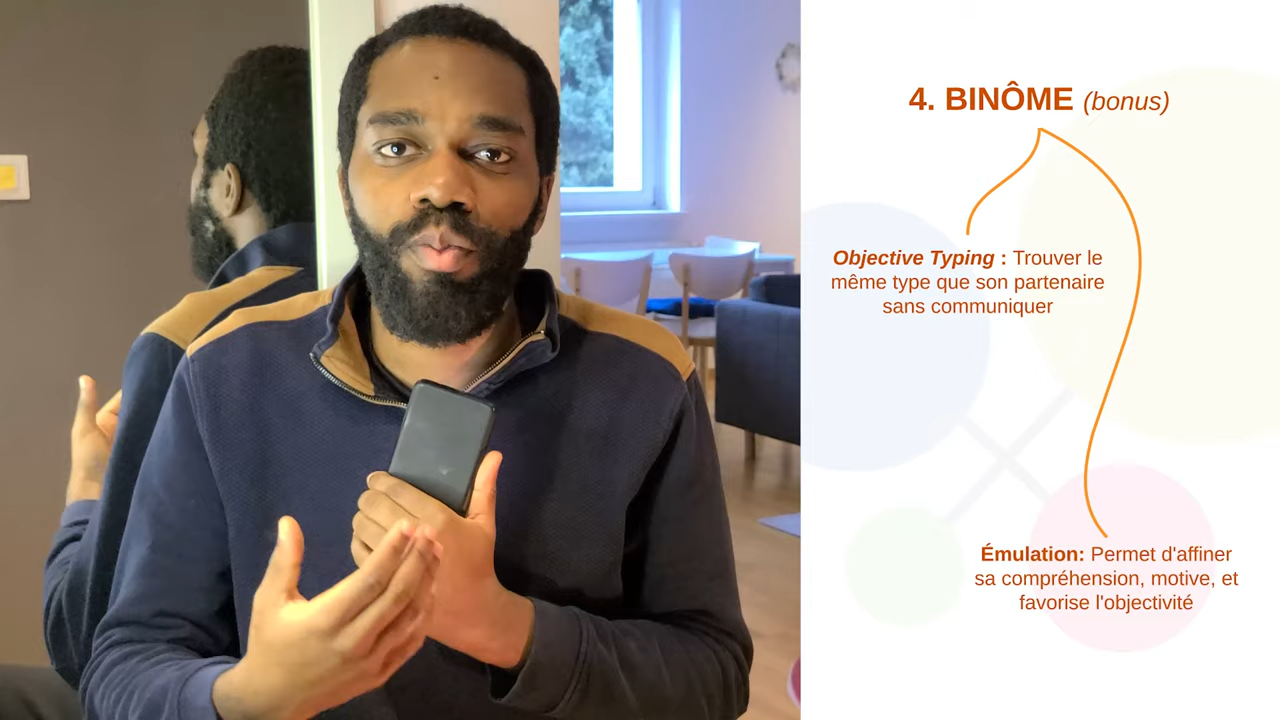 4. BINÔME (bonus)
Objective Typing : Trouver le
même type que son partenaire
sans communiquer
Émulation: Permet d'affiner
sa compréhension, motive, et
favorise l'objectivité